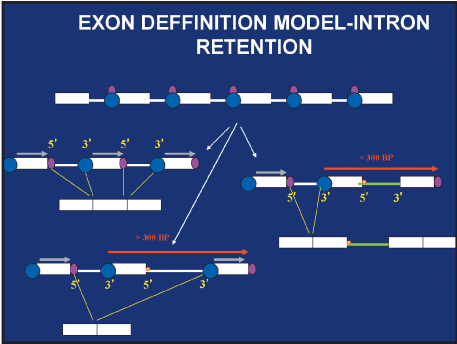 EXON DEFFINITION MODEL-INTRON
RETENTION
5’ 3’ 5’ 3’
< 300 BP
5’ 3’ 5’ 3’
> 300 BP
5’ 3’ 5’ 3’